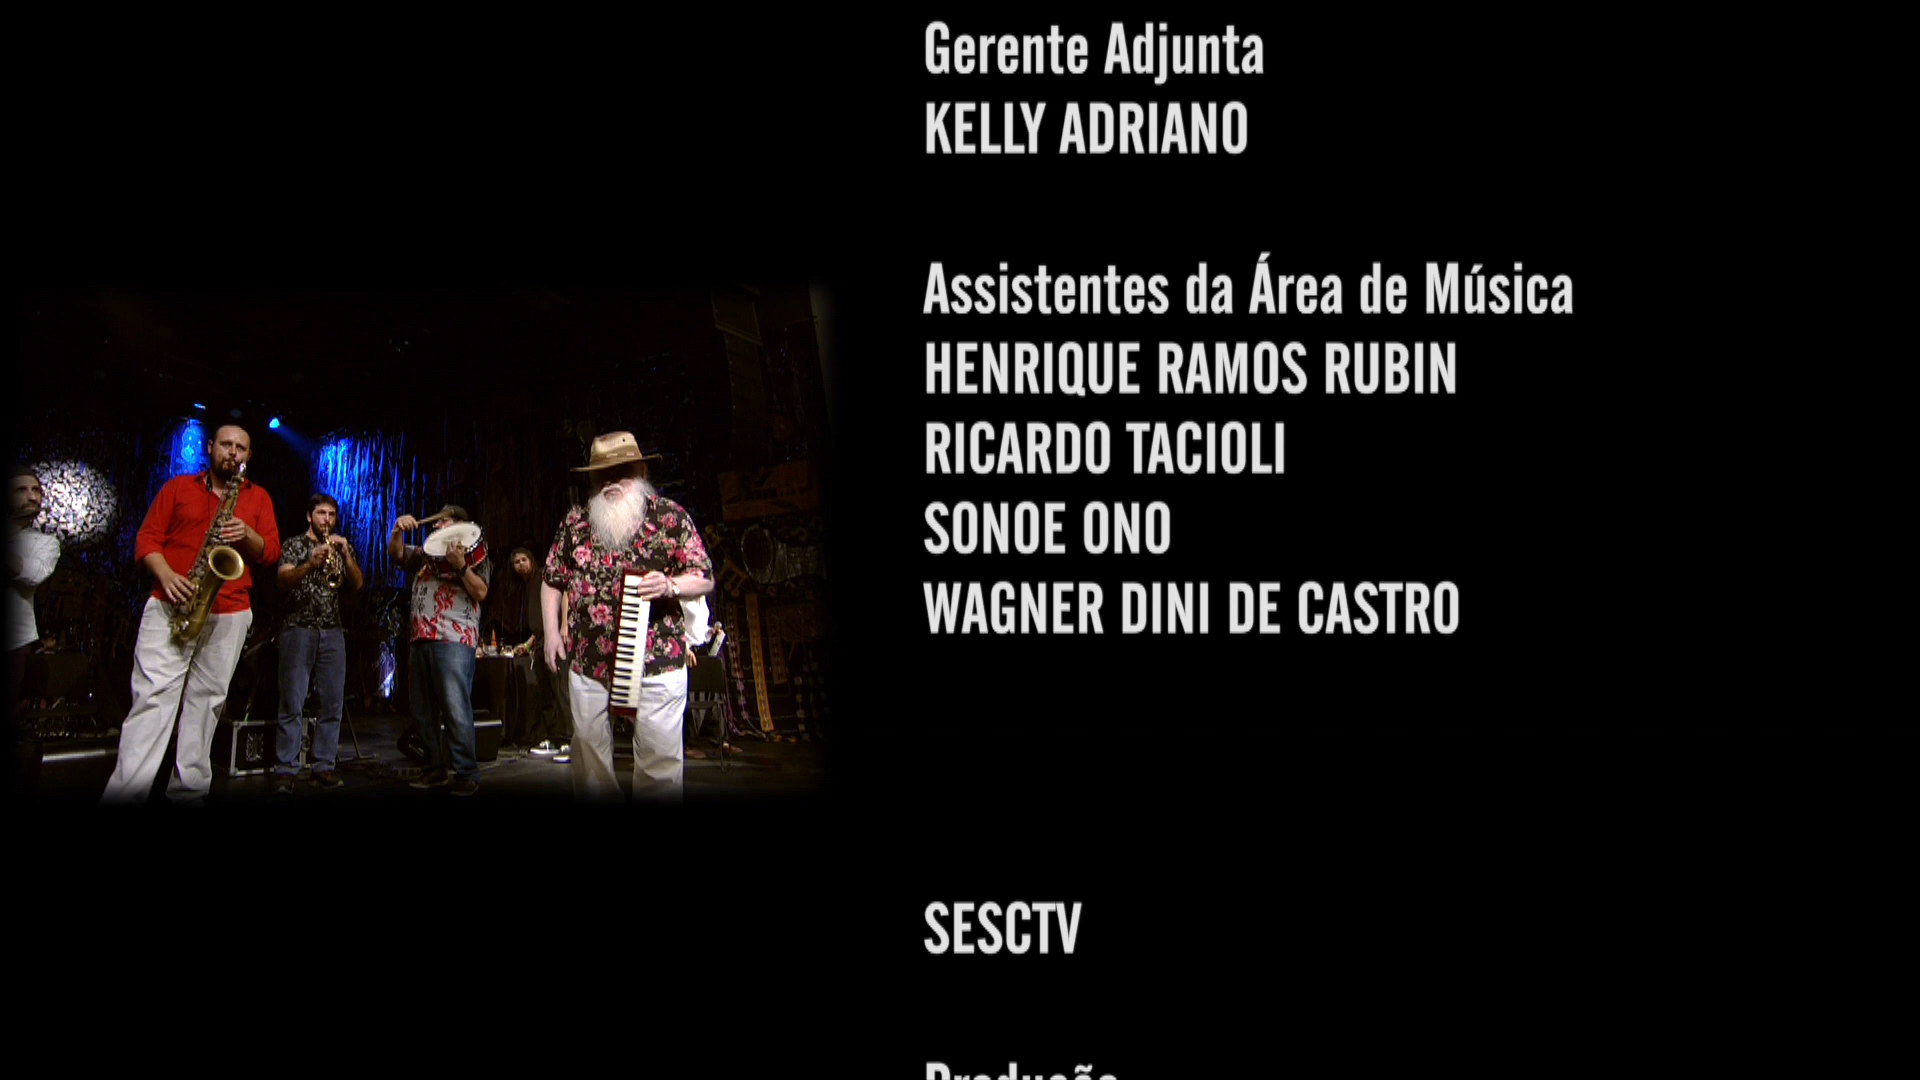 Gerente Adjunta
KELLY ADRIANO
Assistentes da Área de Música
HENRIQUE RAMOS RUBIN
RICARDO TACIOLI
SONOE ONO
WAGNER DINI DE CASTRO
SESCTV
Produção